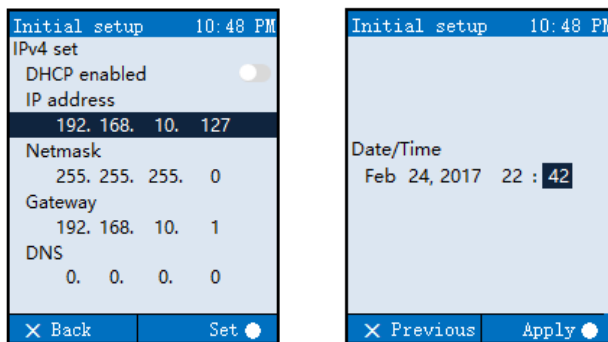 Initial setup 10:48 PM
IPv4 set
DHCP enabled
IP address
192. 168. 10. 127
Netmask
255. 255. 255. 0
Gateway
192. 168. 10. 1
DNS
0. 0. 0. 0
Back Set
Initial setup 10:48 PM
Date/Time
Feb 24, 2017 22 : 42
Previous Apply